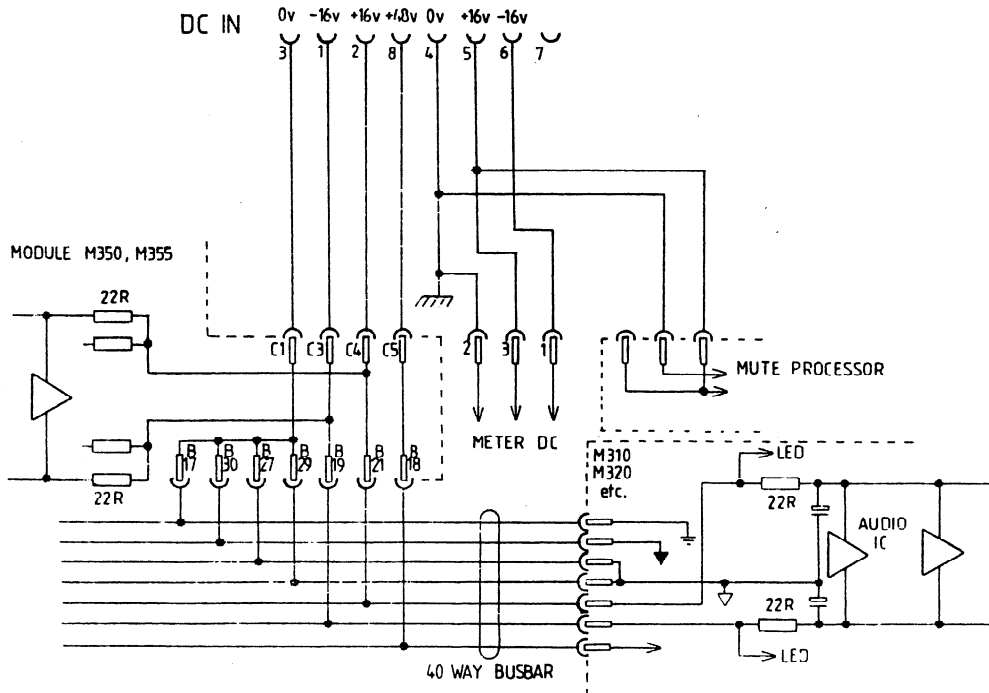 DC IN
0v -16v +16v +48v 0v +16v -16v
3 1 2 8 4 5 6 7
MODULE M350, M355
22R
C1 C3 C4 C5 2 3 1
MUTE PROCESSOR
METER DC
B B B B B B B
17 30 27 29 19 21 18
22R
M310
M320
etc.
LED
22R
AUDIO
IC
22R
LED
40 WAY BUSBAR